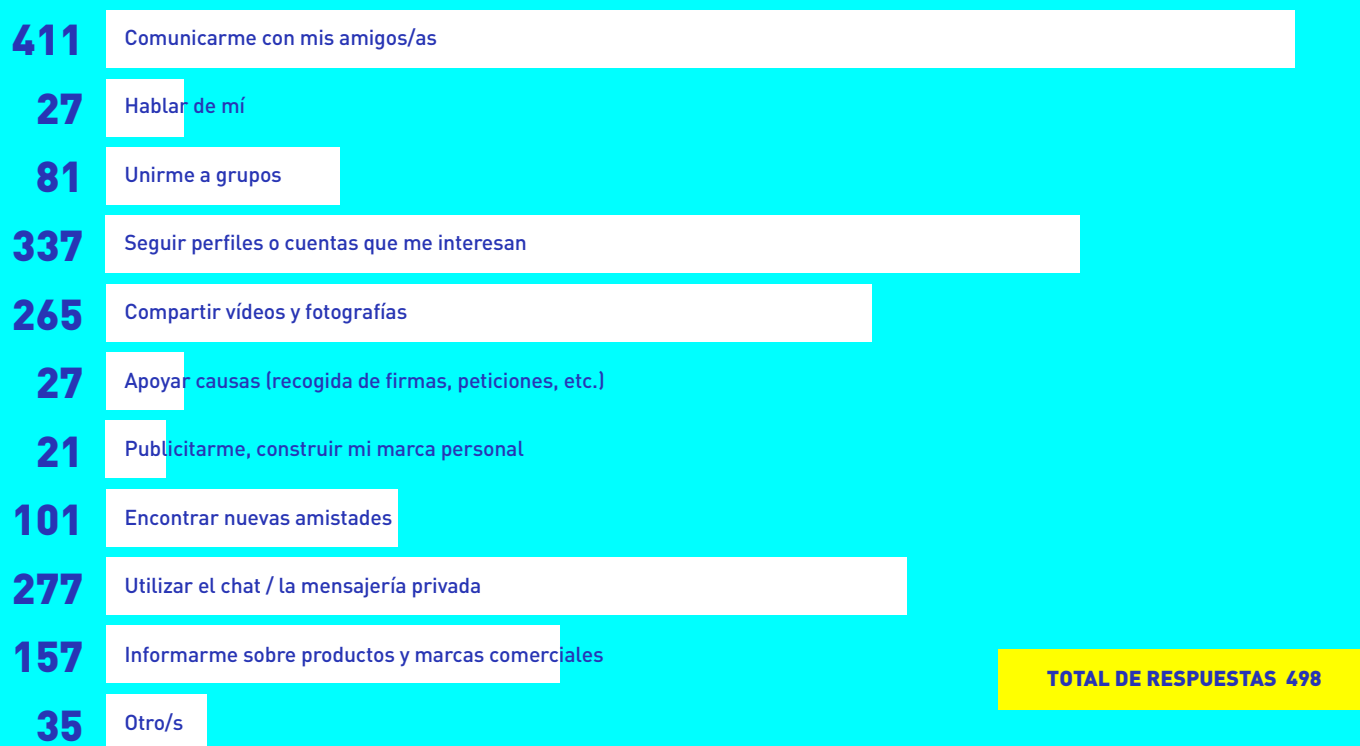 411 Comunicarme con mis amigos/as
27 Hablar de mí
81 Unirme a grupos
337 Seguir perfiles o cuentas que me interesan
265 Compartir vídeos y fotografías
27 Apoyar causas (recogida de firmas, peticiones, etc.)
21 Publicitarme, construir mi marca personal
101 Encontrar nuevas amistades
277 Utilizar el chat / la mensajería privada
157 Informarme sobre productos y marcas comerciales
TOTAL DE RESPUESTAS 498
35 Otro/s